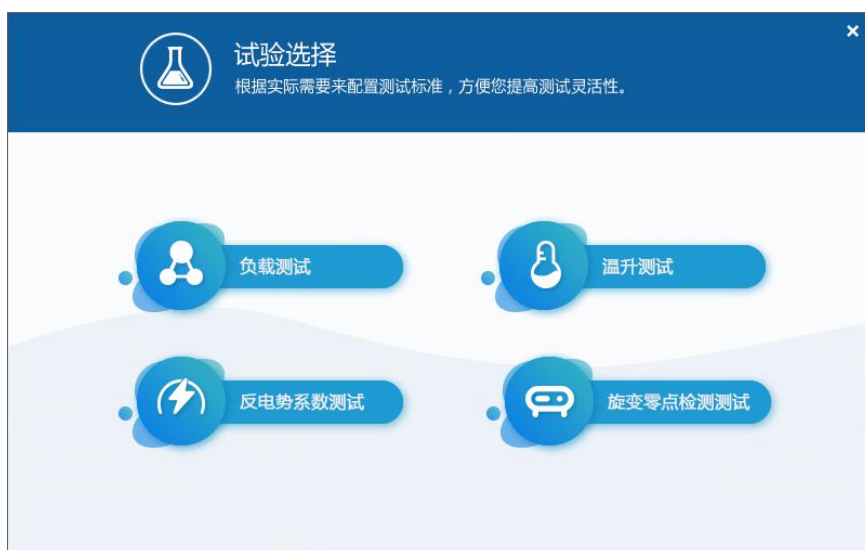 试验选择
根据实际需要来配置测试标准，方便您提高测试灵活性。
负载测试
温升测试
反电势系数测试
旋变零点检测测试